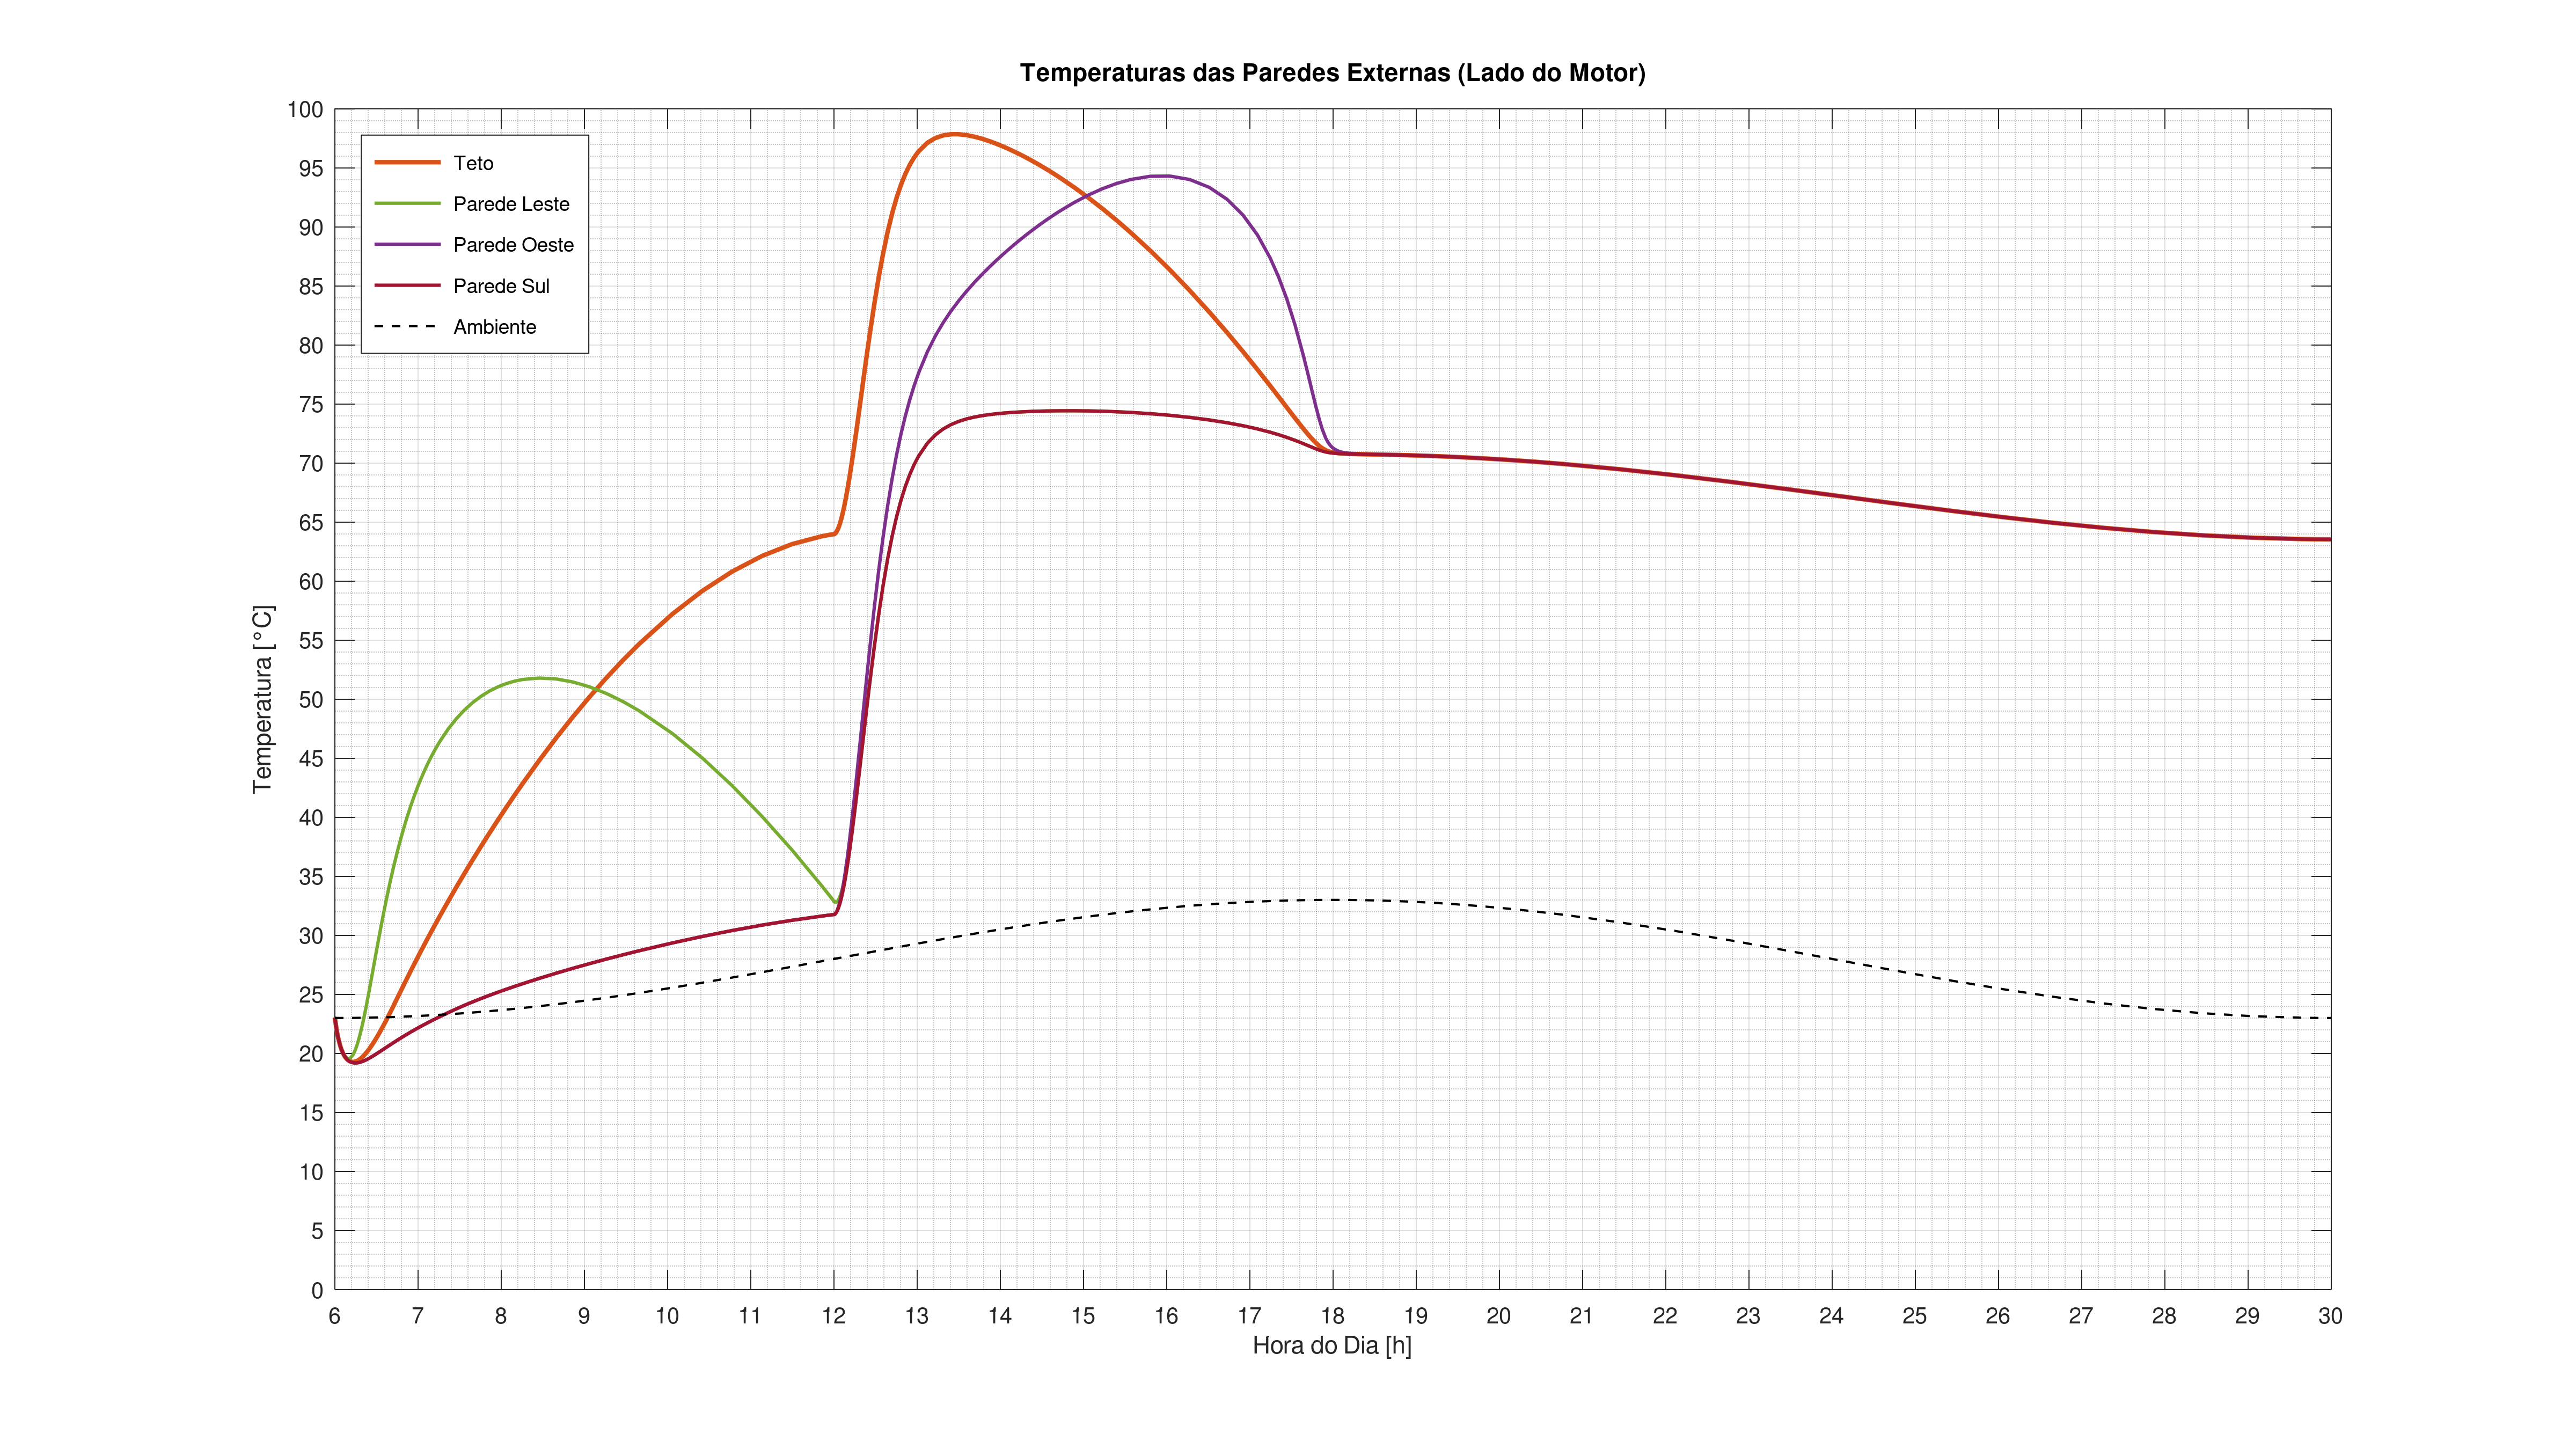 Temperaturas das Paredes Externas (Lado do Motor)
100
95
90
85
80
75
70
65
60
55
50
45
40
35
30
25
20
15
10
5
0
Teto
Parede Leste
Parede Oeste
Parede Sul
Ambiente
Temperatura [°C]
6 7 8 9 10 11 12 13 14 15 16 17 18 19 20 21 22 23 24 25 26 27 28 29 30
Hora do Dia [h]